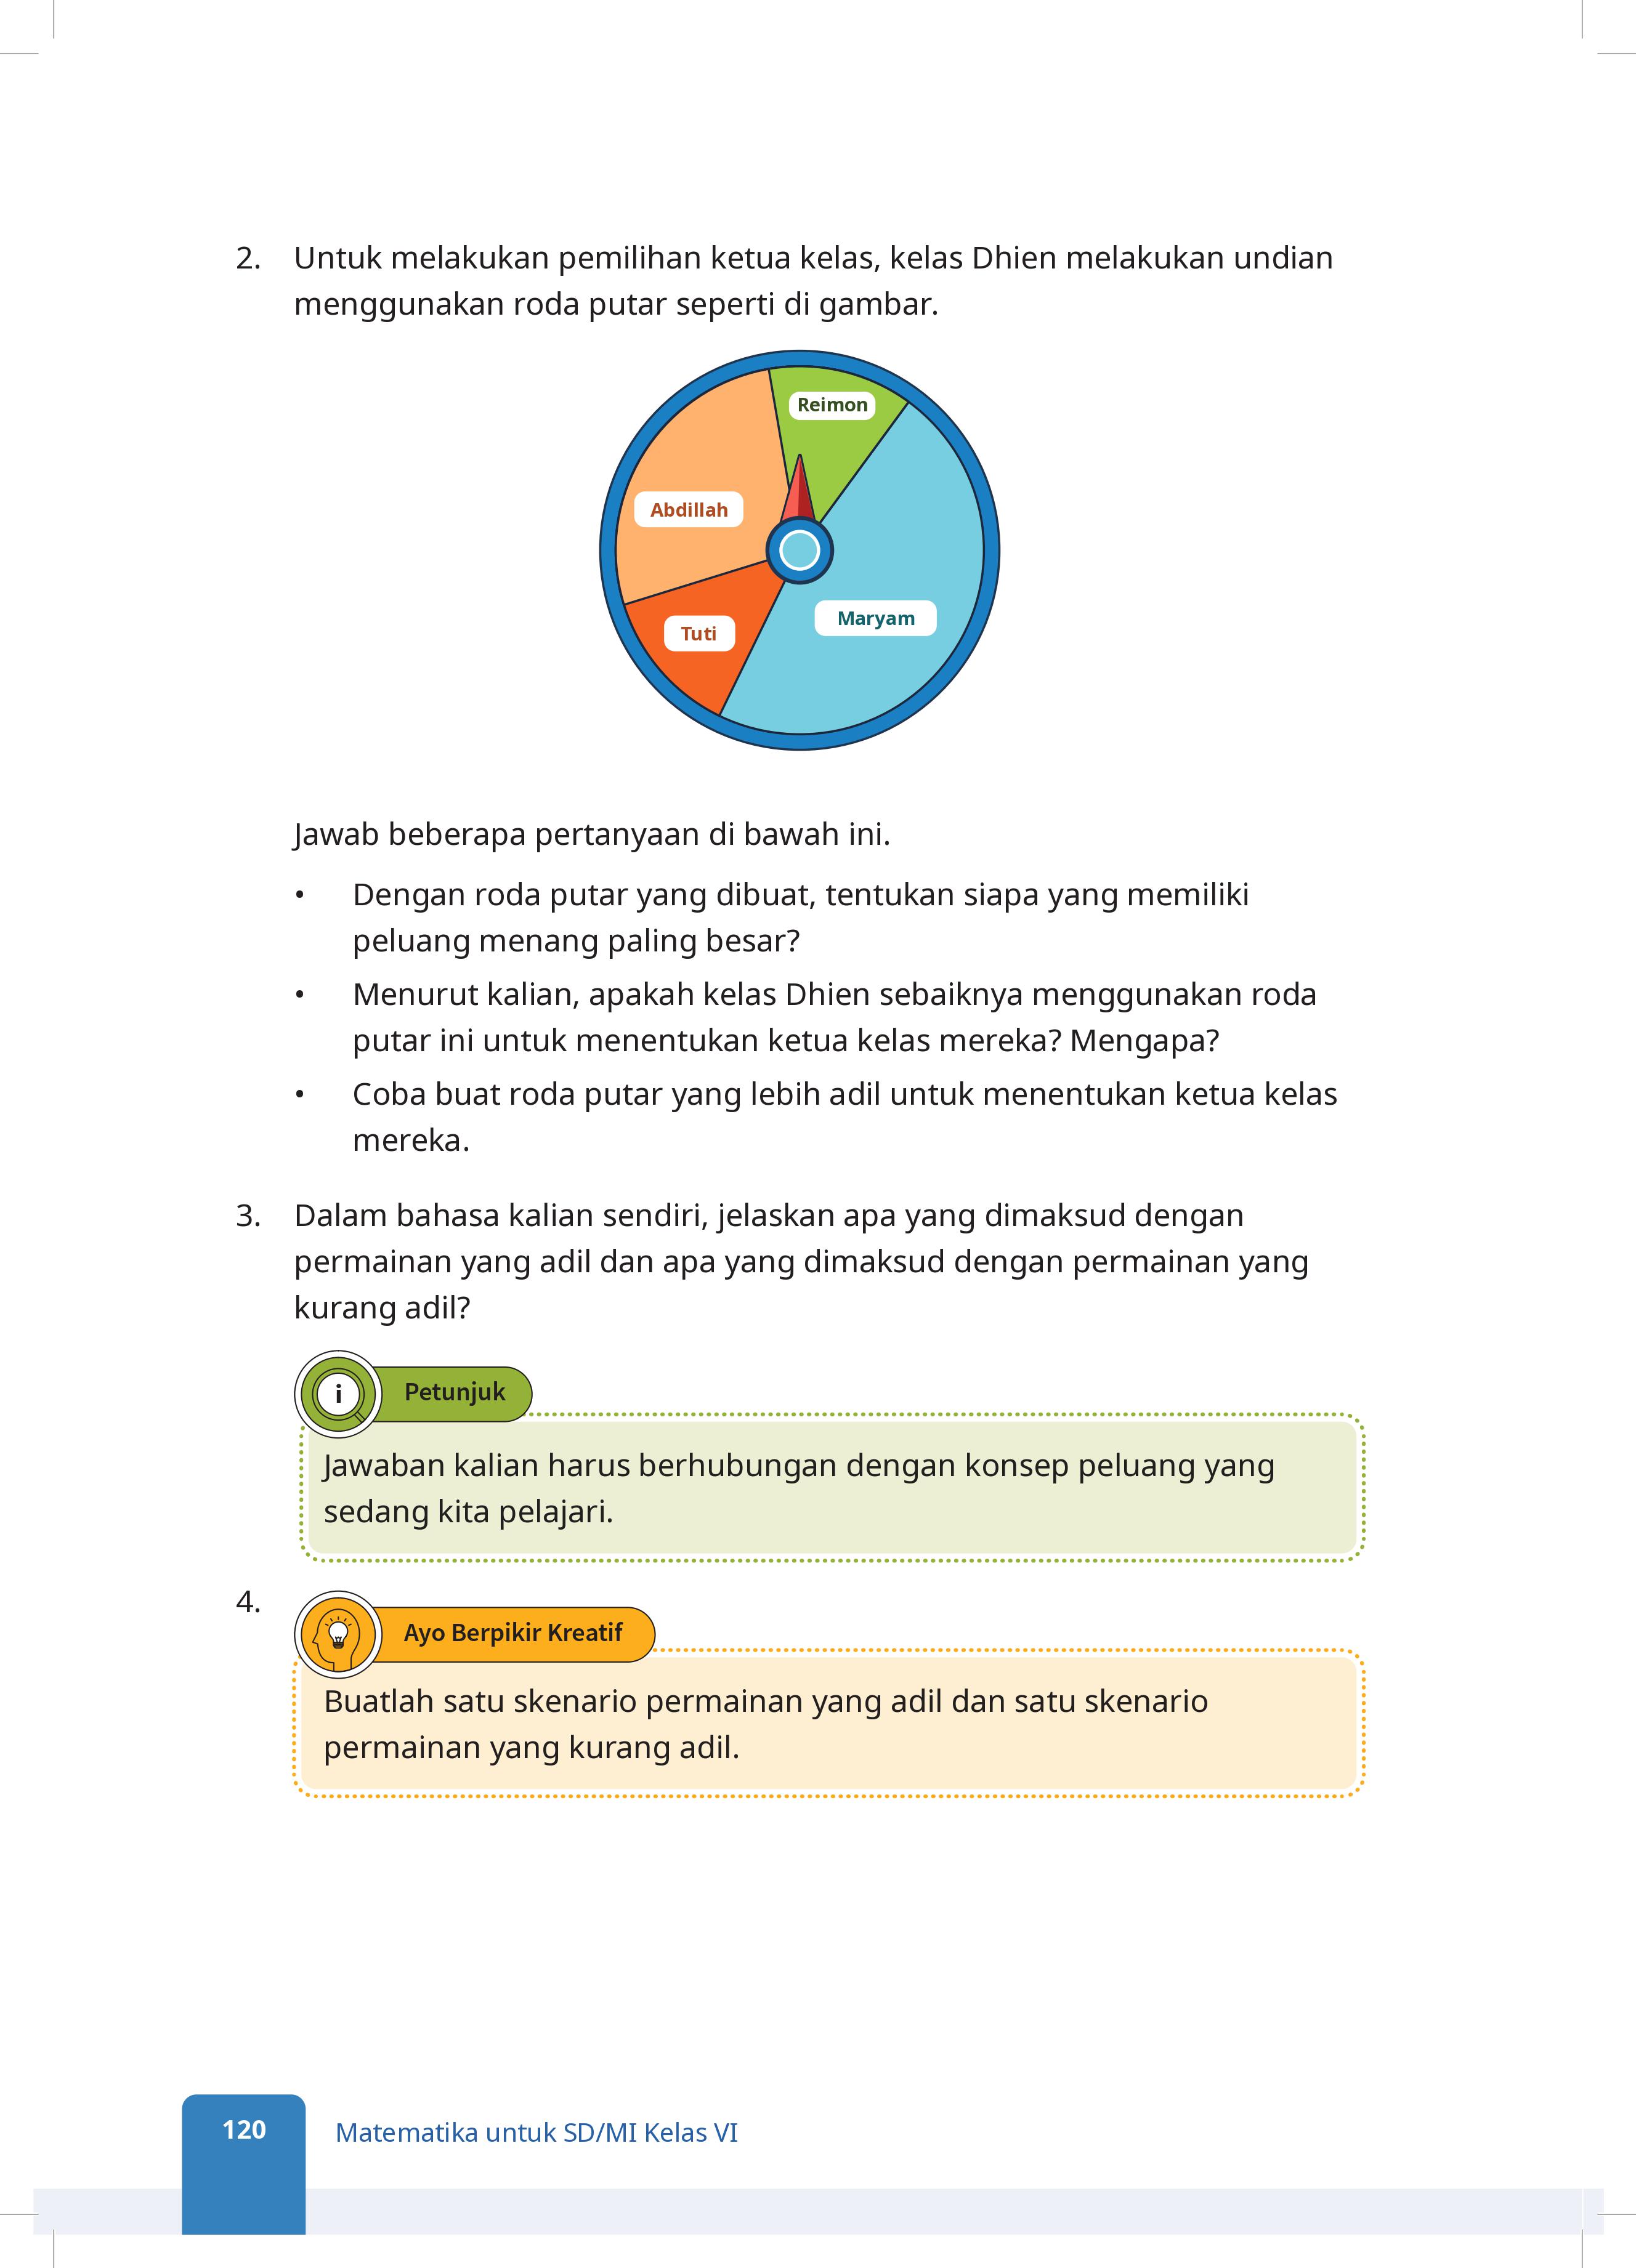 2. Untuk melakukan pemilihan ketua kelas, kelas Dhien melakukan undian
menggunakan roda putar seperti di gambar.
Reimon
Abdillah
Maryam
Tuti
Jawab beberapa pertanyaan di bawah ini.
• Dengan roda putar yang dibuat, tentukan siapa yang memiliki
peluang menang paling besar?
• Menurut kalian, apakah kelas Dhien sebaiknya menggunakan roda
putar ini untuk menentukan ketua kelas mereka? Mengapa?
• Coba buat roda putar yang lebih adil untuk menentukan ketua kelas
mereka.
3. Dalam bahasa kalian sendiri, jelaskan apa yang dimaksud dengan
permainan yang adil dan apa yang dimaksud dengan permainan yang
kurang adil?
i Petunjuk
Jawaban kalian harus berhubungan dengan konsep peluang yang
sedang kita pelajari.
4. Ayo Berpikir Kreatif
Buatlah satu skenario permainan yang adil dan satu skenario
permainan yang kurang adil.
120 Matematika untuk SD/MI Kelas VI